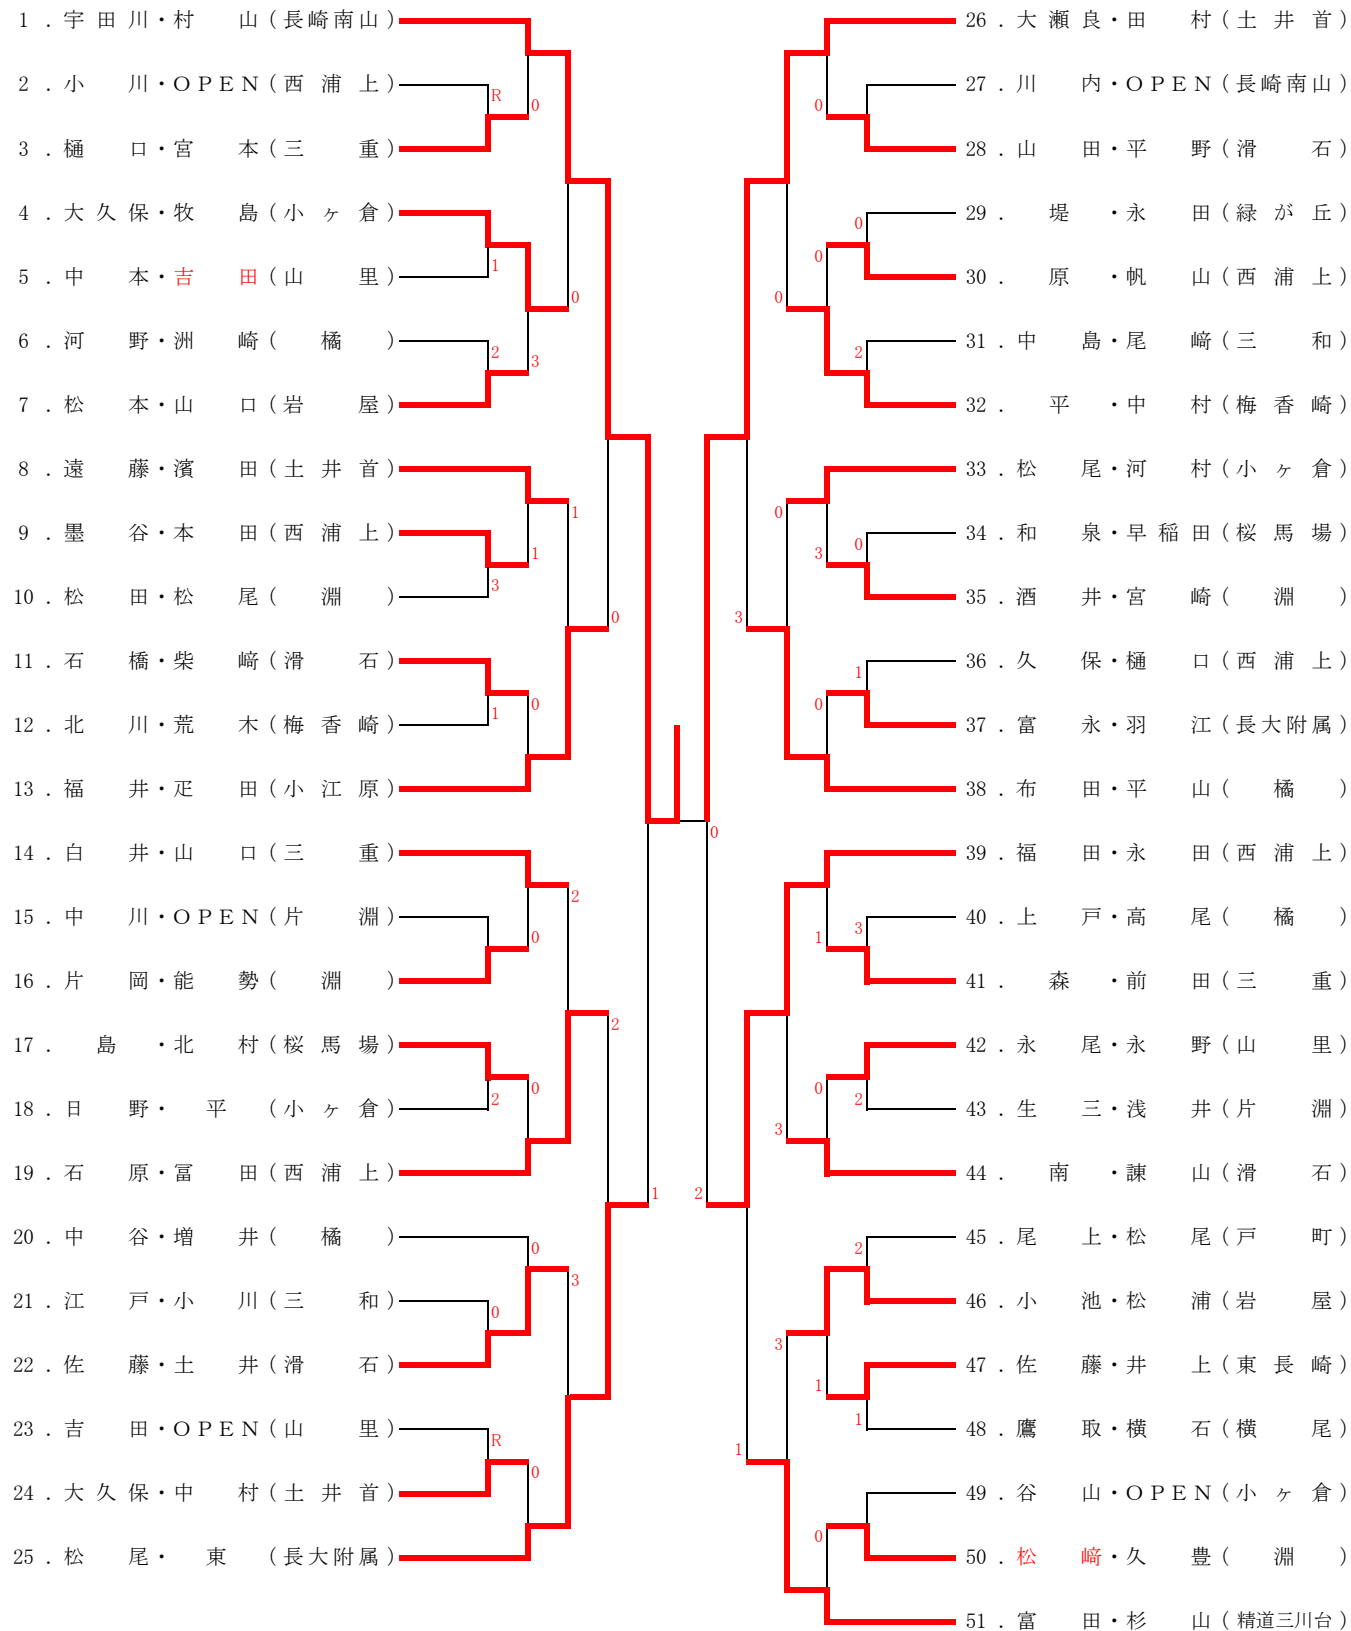 1．宇田川・村　山（長崎南山）
2．小　川・ＯＰＥＮ（西浦上）
R
0
3．樋　口・宮　本（三　重）
4．大久保・牧　島（小ヶ倉）
1
5．中　本・吉　田（山　里）
0
6．河　野・洲　崎（　橘　）
2
3
7．松　本・山　口（岩　屋）
8．遠　藤・濱　田（土井首）
1
9．墨　谷・本　田（西浦上）
1
3
10．松　田・松　尾（　淵　）
0
11．石　橋・柴　﨑（滑　石）
0
1
12．北　川・荒　木（梅香崎）
13．福　井・疋　田（小江原）
14．白　井・山　口（三　重）
2
15．中　川・ＯＰＥＮ（片　淵）
0
16．片　岡・能　勢（　淵　）
2
17．　島　・北　村（桜馬場）
0
2
18．日　野・　平　（小ヶ倉）
19．石　原・冨　田（西浦上）
1
20．中　谷・増　井（　橘　）
0
3
21．江　戸・小　川（三　和）
0
22．佐　藤・土　井（滑　石）
23．吉　田・ＯＰＥＮ（山　里）
R
0
24．大久保・中　村（土井首）
25．松　尾・　東　（長大附属）
26．大瀬良・田　村（土井首）
27．川　内・ＯＰＥＮ（長崎南山）
0
28．山　田・平　野（滑　石）
29．　堤　・永　田（緑が丘）
0
0
30．　原　・帆　山（西浦上）
0
31．中　島・尾　﨑（三　和）
2
32．　平　・中　村（梅香崎）
33．松　尾・河　村（小ヶ倉）
0
34．和　泉・早稲田（桜馬場）
0
3
35．酒　井・宮　崎（　淵　）
3
36．久　保・樋　口（西浦上）
1
0
37．富　永・羽　江（長大附属）
38．布　田・平　山（　橘　）
0
39．福　田・永　田（西浦上）
40．上　戸・高　尾（　橘　）
3
1
41．　森　・前　田（三　重）
42．永　尾・永　野（山　里）
0
2
43．生　三・浅　井（片　淵）
3
44．　南　・諌　山（滑　石）
2
45．尾　上・松　尾（戸　町）
2
46．小　池・松　浦（岩　屋）
3
47．佐　藤・井　上（東長崎）
1
1
48．鷹　取・横　石（横　尾）
1
49．谷　山・ＯＰＥＮ（小ヶ倉）
0
50．松　﨑・久　豊（　淵　）
51．富　田・杉　山（精道三川台）